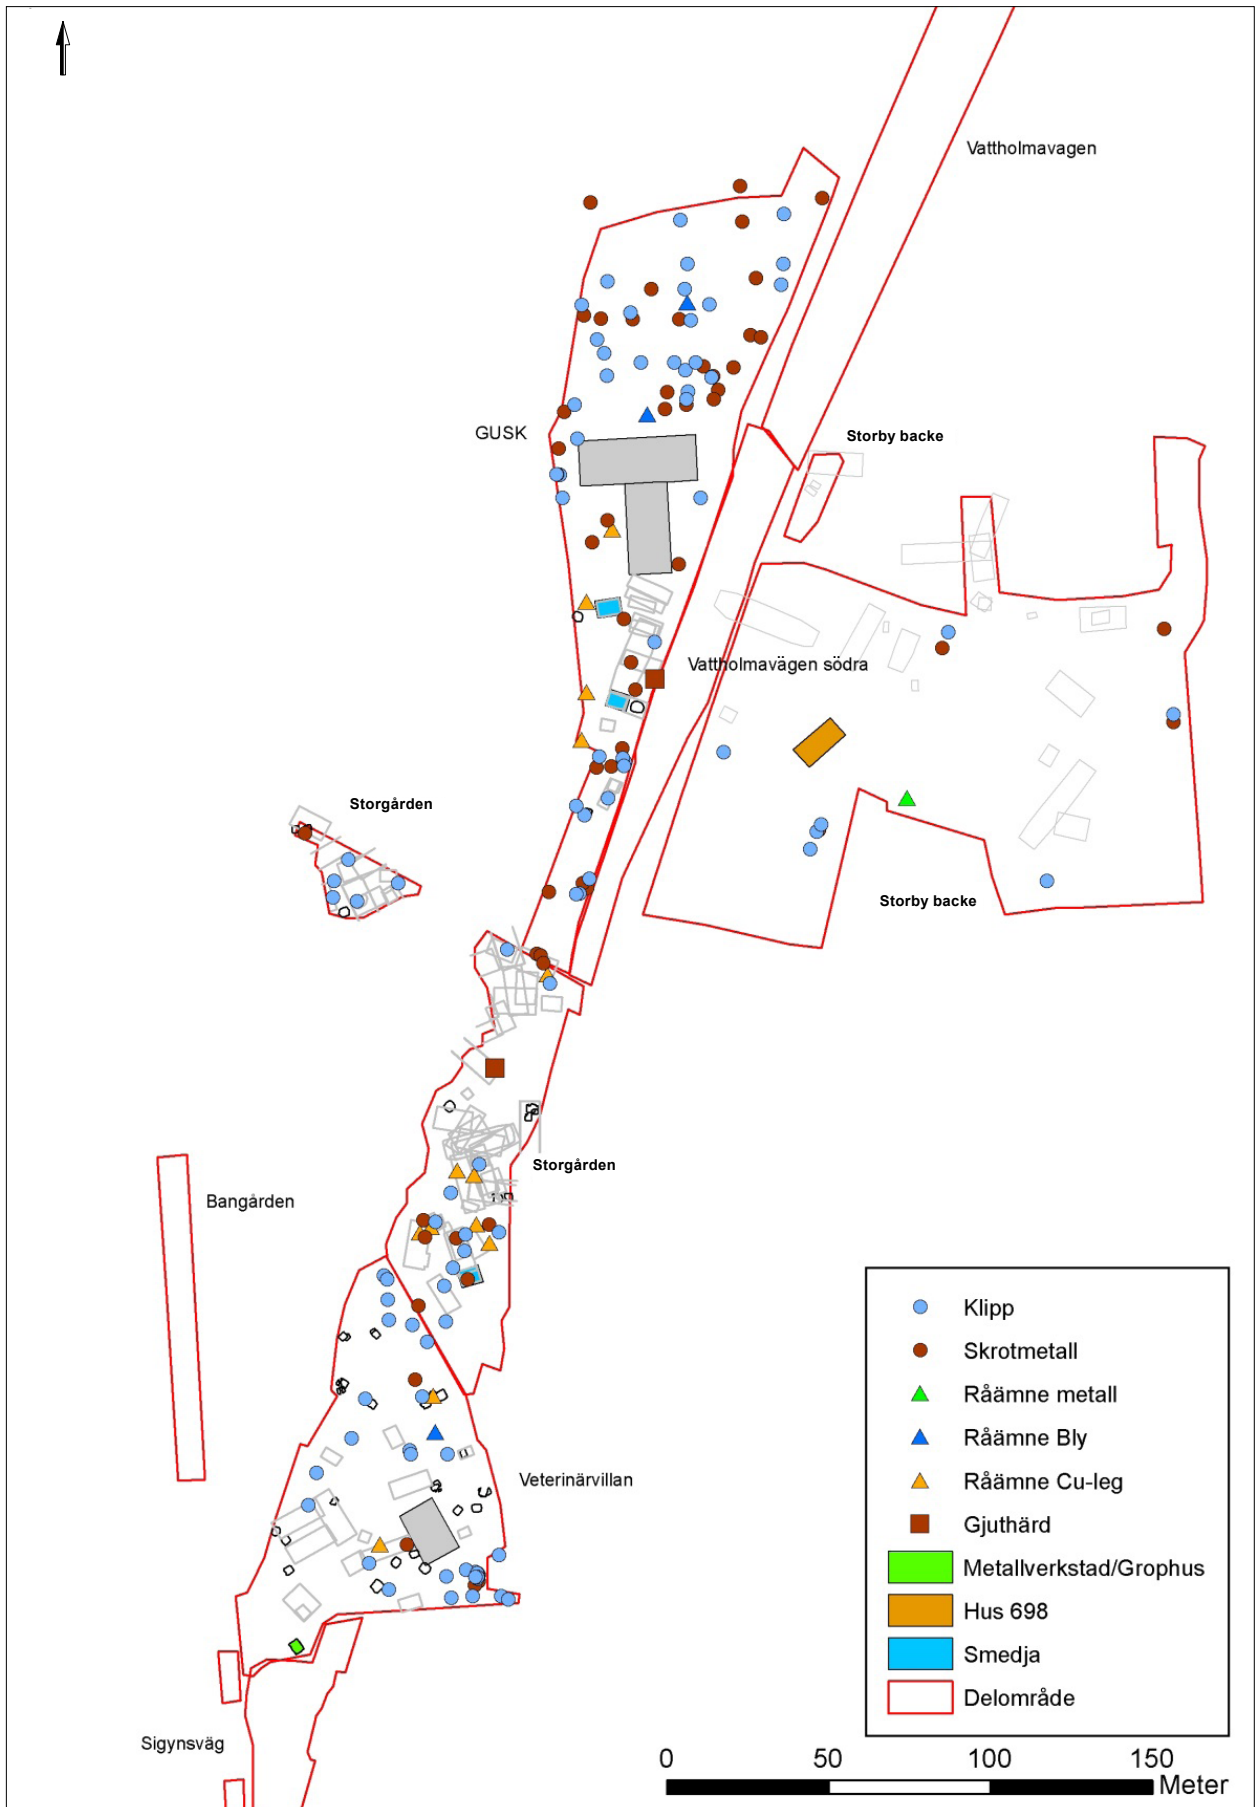 Vattholmavagen
GUSK
Storby backe
Vattholmavägen södra
Storgården
Storby backe
Storgården
Bangården
Veterinärvillan
Sigynsväg
Klipp
Skrotmetall
Råämne metall
Råämne Bly
Råämne Cu-leg
Gjuthärd
Metallverkstad/Grophus
Hus 698
Smedja
Delområde
0 50 100 150
Meter